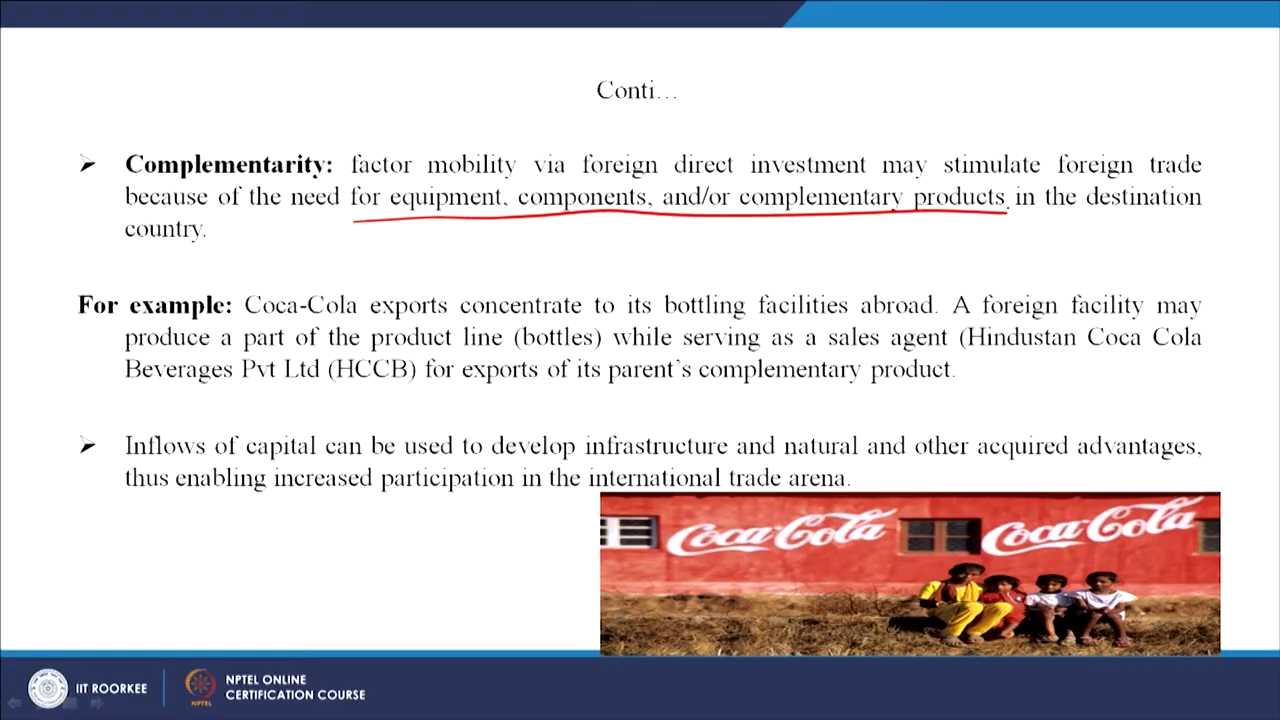 Conti…
➢ Complementarity: factor mobility via foreign direct investment may stimulate foreign trade
because of the need for equipment, components, and/or complementary products in the destination
country.
For example: Coca-Cola exports concentrate to its bottling facilities abroad. A foreign facility may
produce a part of the product line (bottles) while serving as a sales agent (Hindustan Coca Cola
Beverages Pvt Ltd (HCCB) for exports of its parent's complementary product.
➢ Inflows of capital can be used to develop infrastructure and natural and other acquired advantages,
thus enabling increased participation in the international trade arena.
Coca-Cola Coca-Cola
IIT ROORKEE
NPTEL
NPTEL ONLINE
CERTIFICATION COURSE